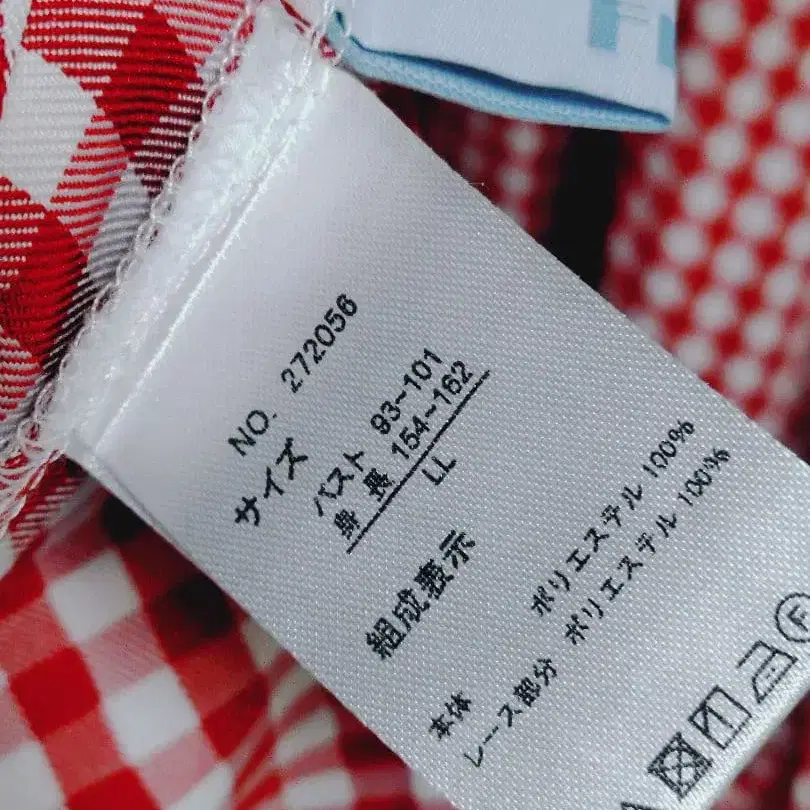 NO. 272056
サイズ
バスト 93~101
身長 154~162
LL
組成表示
本体 ポリエステル 100%
レース部分 ポリエステル 100%
F